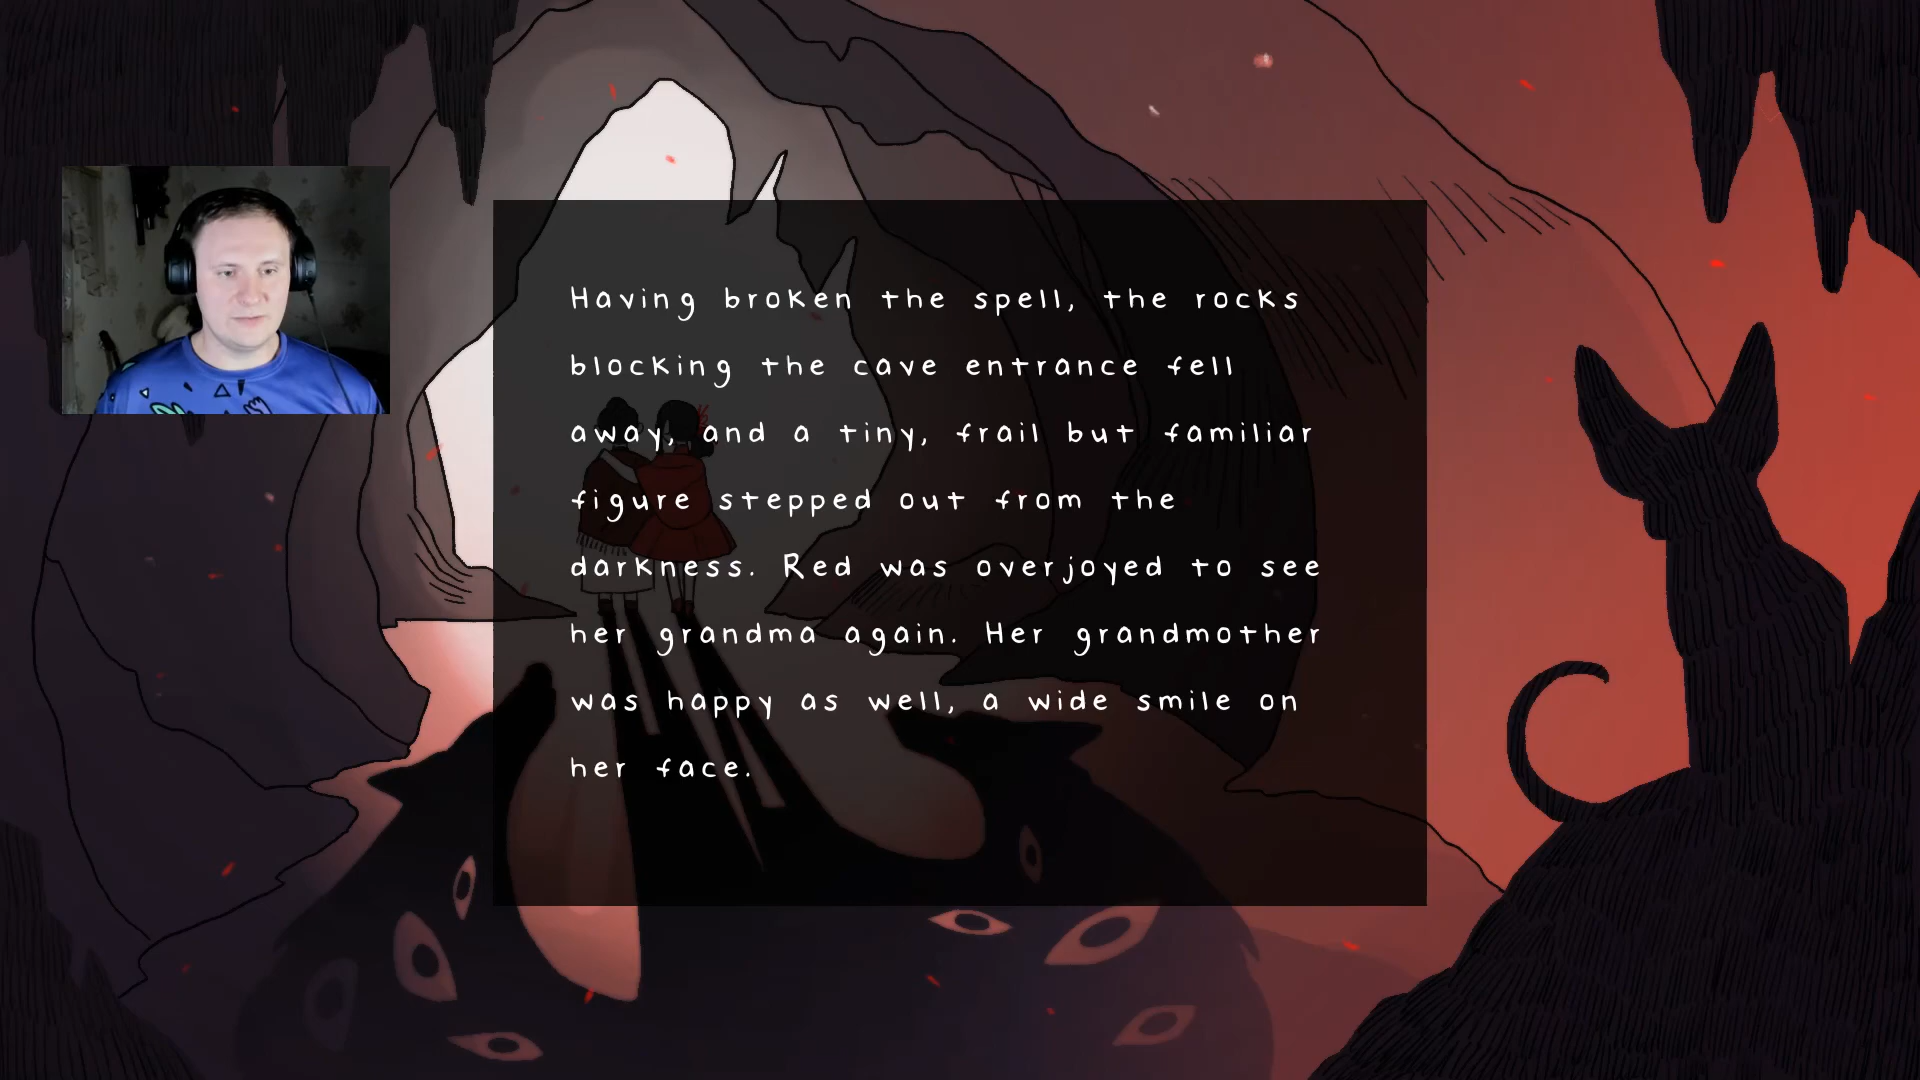 Having broken the spell, the rocks
blocking the cave entrance fell
away, and a tiny, frail but familiar
figure stepped out from the
darkness. Red was overjoyed to see
her grandma again. Her grandmother
was happy as well, a wide smile on
her face.